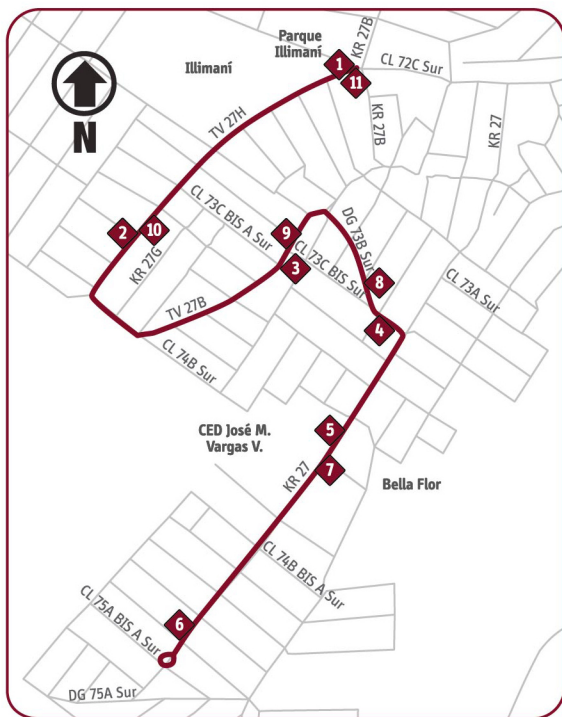 Parque
Illimaní
KR 27B
Illimaní
1
CL 72C Sur
11
N
TV 27H
KR 27B
KR 27
CL 73C BIS A Sur
2
10
9
DG 73B Sur
KR 27G
3
CL 73C BIS Sur
8
CL 73A Sur
TV 27B
4
CL 74B Sur
CED José M.
Vargas V.
5
7
KR 27
Bella Flor
CL 74B BIS A Sur
CL 75A BIS A Sur
6
DG 75A Sur